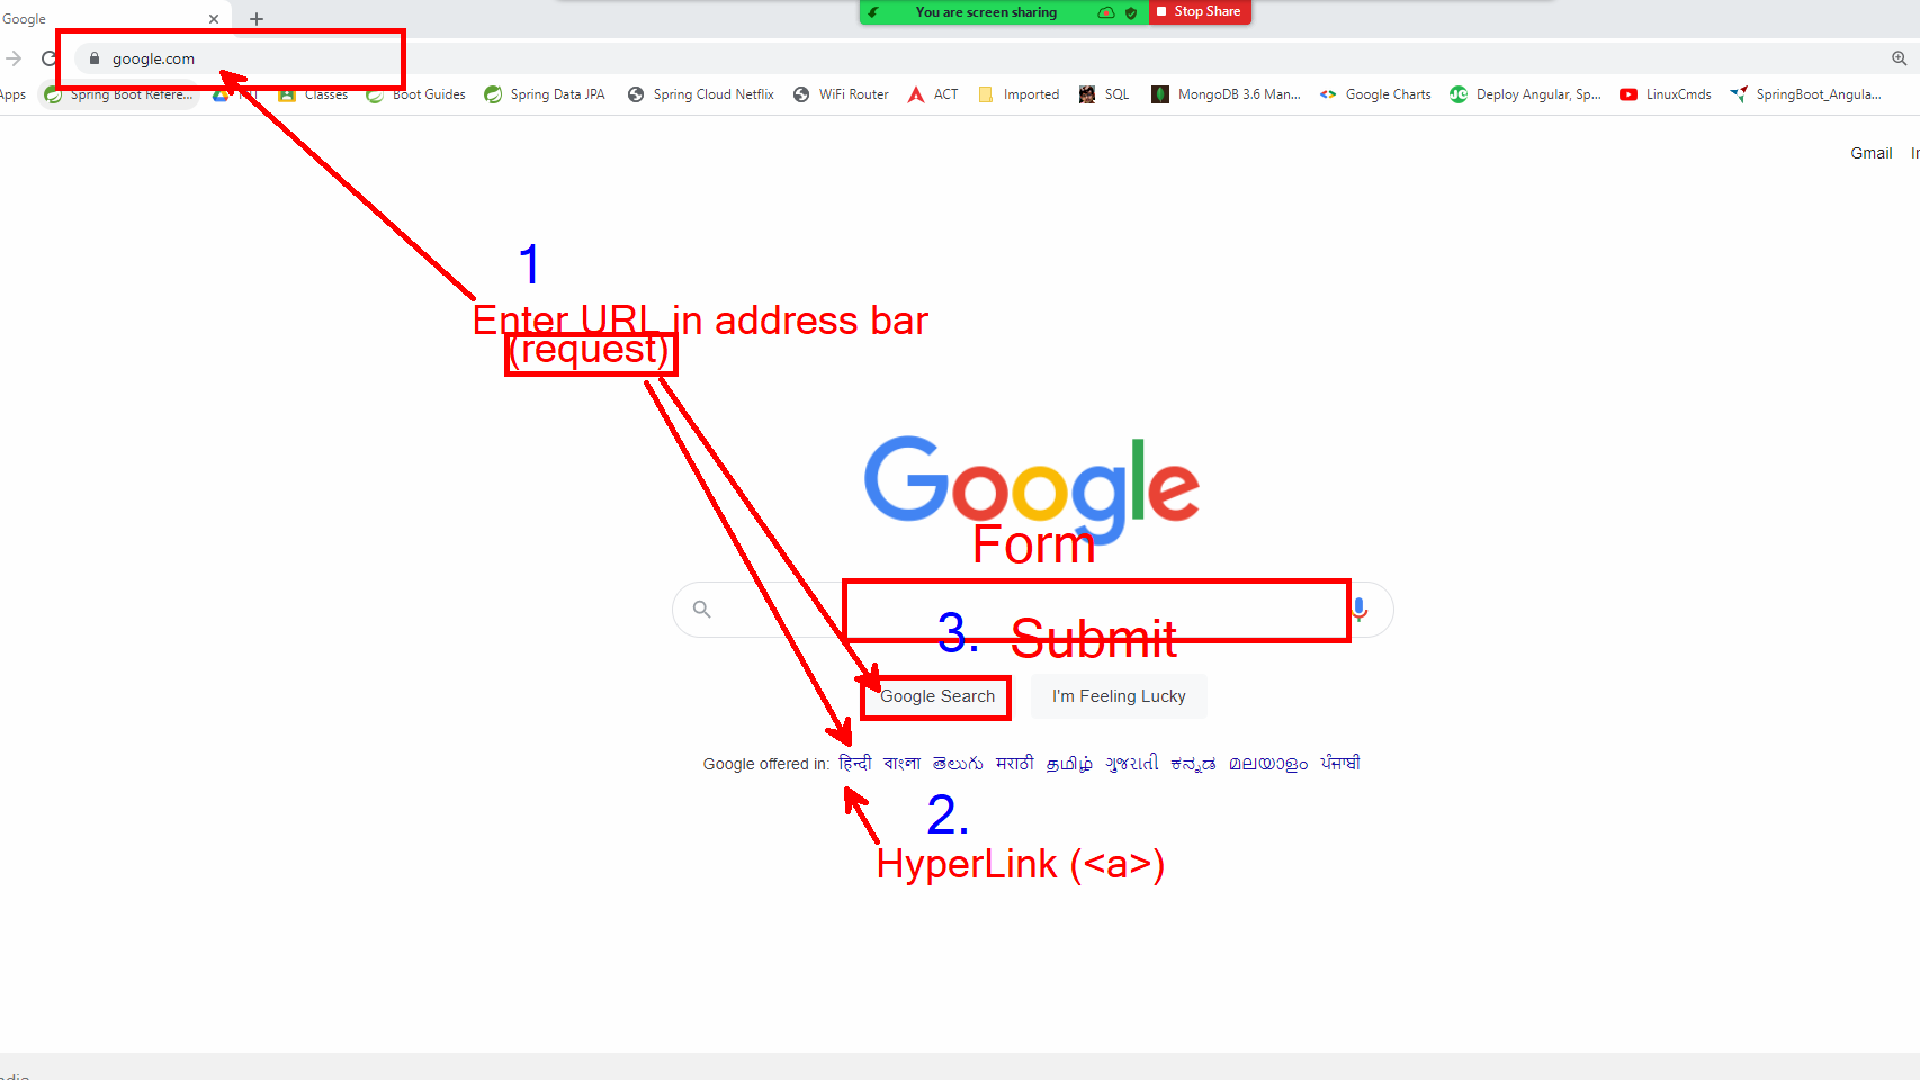 Google
You are screen sharing
Stop Share
google.com
Apps
Spring Boot Refere...
Classes
Boot Guides
Spring Data JPA
Spring Cloud Netflix
WiFi Router
ACT
Imported
SQL
MongoDB 3.6 Man...
Google Charts
Deploy Angular, Sp...
LinuxCmds
SpringBoot_Angula...
Gmail
1
Enter URL in address bar
(request)
Google
Form
3. Submit
Google Search
I'm Feeling Lucky
Google offered in: हिन्दी বাংলা తెలుగు मराठी தமிழ் ગુજરાતી ಕನ್ನಡ മലയാളം ਪੰਜਾਬੀ
2.
HyperLink (<a>)